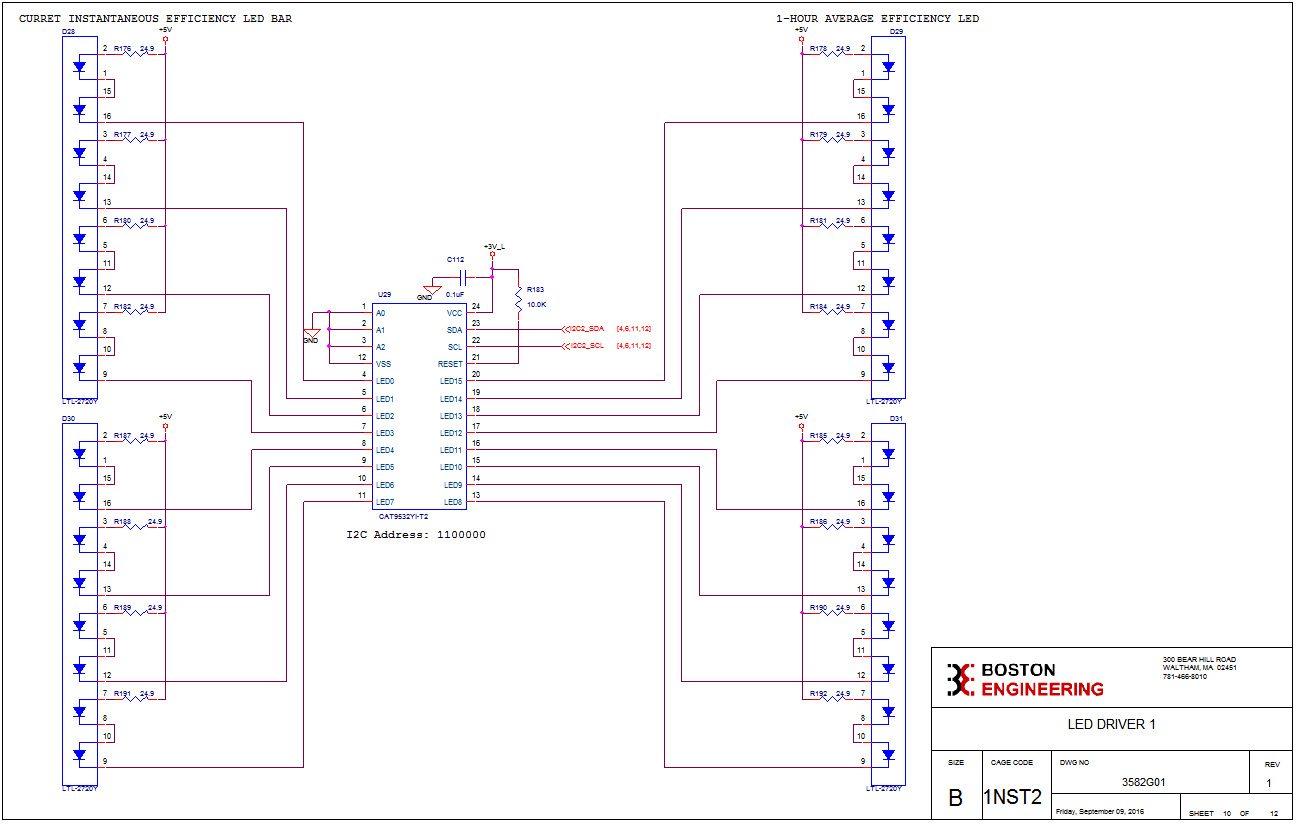 CURRET INSTANTANEOUS EFFICIENCY LED BAR
1-HOUR AVERAGE EFFICIENCY LED
D28
+5V
2 R176 24.9
1
15
16
3 R177 24.9
4
14
13
6 R180 24.9
5
11
12
7 R182 24.9
8
10
9
LTL-2720Y
+5V
D29
R178 24.9 2
1
15
16
R179 24.9 3
4
14
13
R181 24.9 6
5
11
12
R184 24.9 7
8
10
9
LTL-2720Y
+3V_L
C112
0.1uF
GND
R183
10.0K
U29
GND
1 A0 VCC 24
2 A1 SDA 23
3 A2 SCL 22
12 VSS RESET 21
4 LED0 LED15 20
5 LED1 LED14 19
6 LED2 LED13 18
7 LED3 LED12 17
8 LED4 LED11 16
9 LED5 LED10 15
10 LED6 LED9 14
11 LED7 LED8 13
I2C2_SDA [4,6,11,12]
I2C2_SCL [4,6,11,12]
CAT9532YI-T2
I2C Address: 1100000
D30
+5V
2 R187 24.9
1
15
16
3 R188 24.9
4
14
13
6 R189 24.9
5
11
12
7 R191 24.9
8
10
9
LTL-2720Y
+5V
D31
R185 24.9 2
1
15
16
R186 24.9 3
4
14
13
R190 24.9 6
5
11
12
R192 24.9 7
8
10
9
LTL-2720Y
BOSTON
ENGINEERING
300 BEAR HILL ROAD
WALTHAM, MA 02451
781-466-8010
LED DRIVER 1
SIZE
B
CAGE CODE
1NST2
DWG NO
3582G01
REV
1
Friday, September 09, 2016
SHEET 10 OF 12